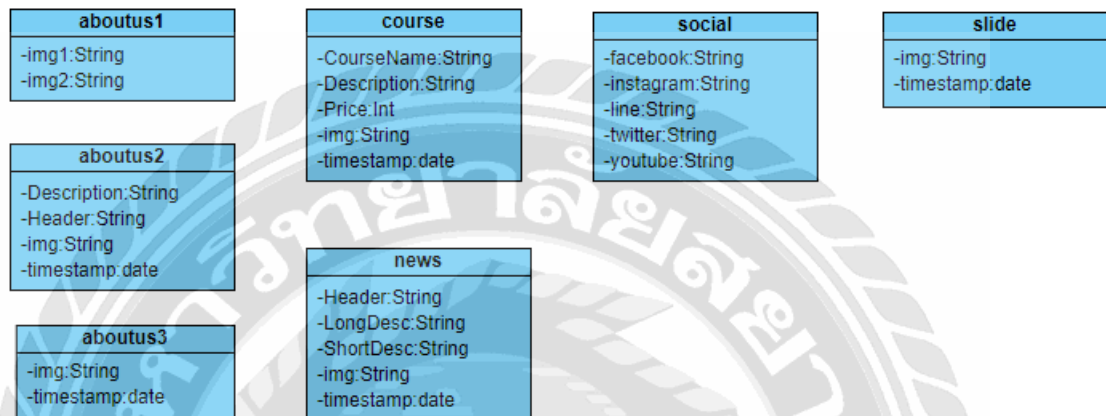 aboutus1
-img1:String
-img2:String
aboutus2
-Description:String
-Header:String
-img:String
-timestamp:date
aboutus3
-img:String
-timestamp:date
course
-CourseName:String
-Description:String
-Price:Int
-img:String
-timestamp:date
news
-Header:String
-LongDesc:String
-ShortDesc:String
-img:String
-timestamp:date
social
-facebook:String
-instagram:String
-line:String
-twitter:String
-youtube:String
slide
-img:String
-timestamp:date